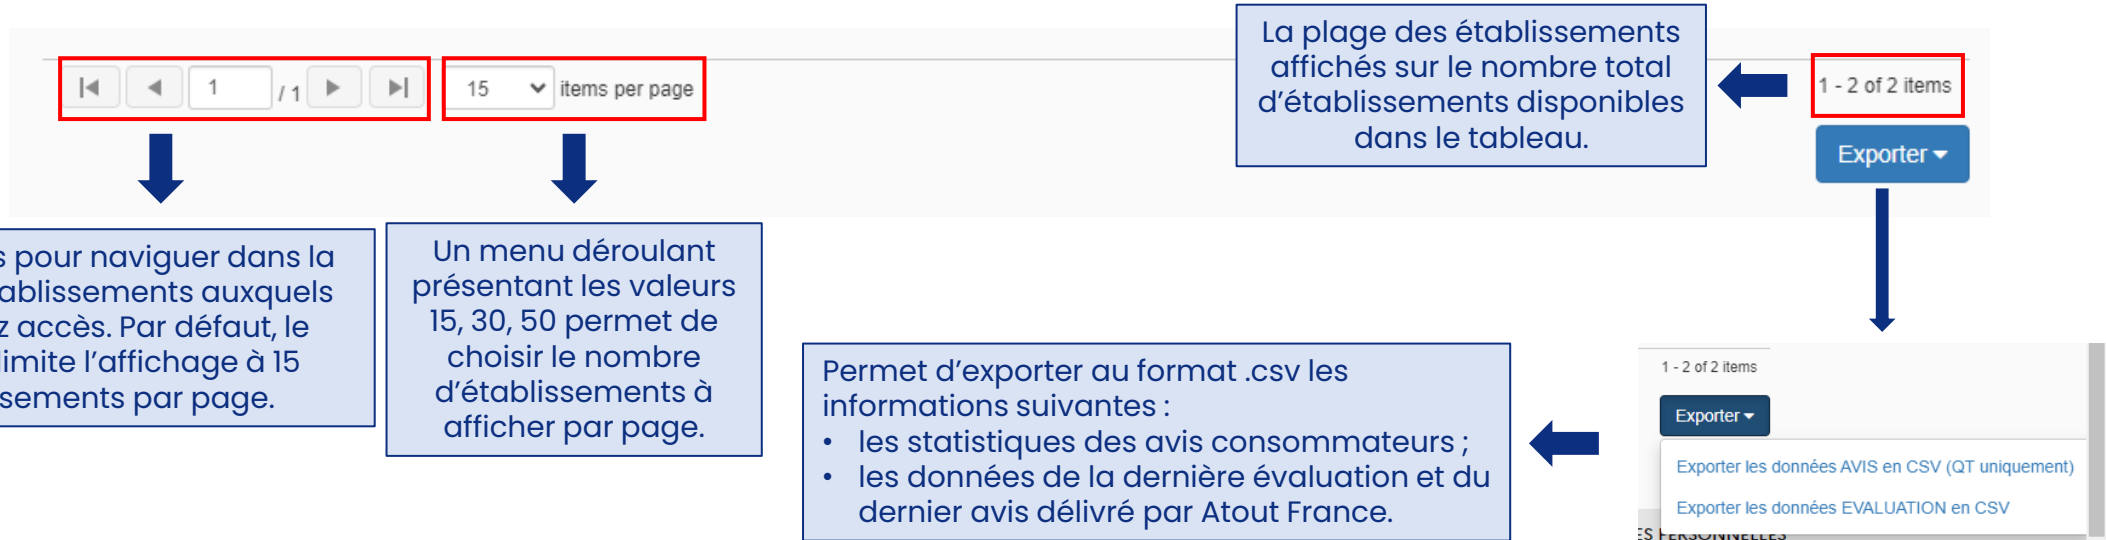 La plage des établissements
affichés sur le nombre total
d’établissements disponibles
dans le tableau.
1 / 1
15 items per page
1 - 2 of 2 items
Exporter
pour naviguer dans la
auxquels
accès. Par défaut, le
limite l’affichage à 15
par page.
Un menu déroulant
présentant les valeurs
15, 30, 50 permet de
choisir le nombre
d’établissements à
afficher par page.
Permet d’exporter au format .csv les
informations suivantes :
• les statistiques des avis consommateurs ;
• les données de la dernière évaluation et du
dernier avis délivré par Atout France.
1 - 2 of 2 items
Exporter
Exporter les données AVIS en CSV (QT uniquement)
Exporter les données EVALUATION en CSV
PERSONNELLES